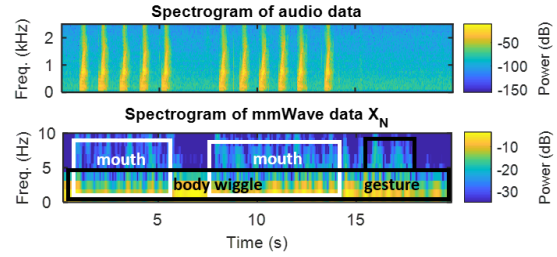 Spectrogram of audio data
Freq. (kHz)
2
1
0
-50
-100
-150
Power (dB)
Spectrogram of mmWave data X_N
Freq. (Hz)
10
5
0
mouth
mouth
body wiggle
gesture
5
10
15
Time (s)
-10
-20
-30
Power (dB)